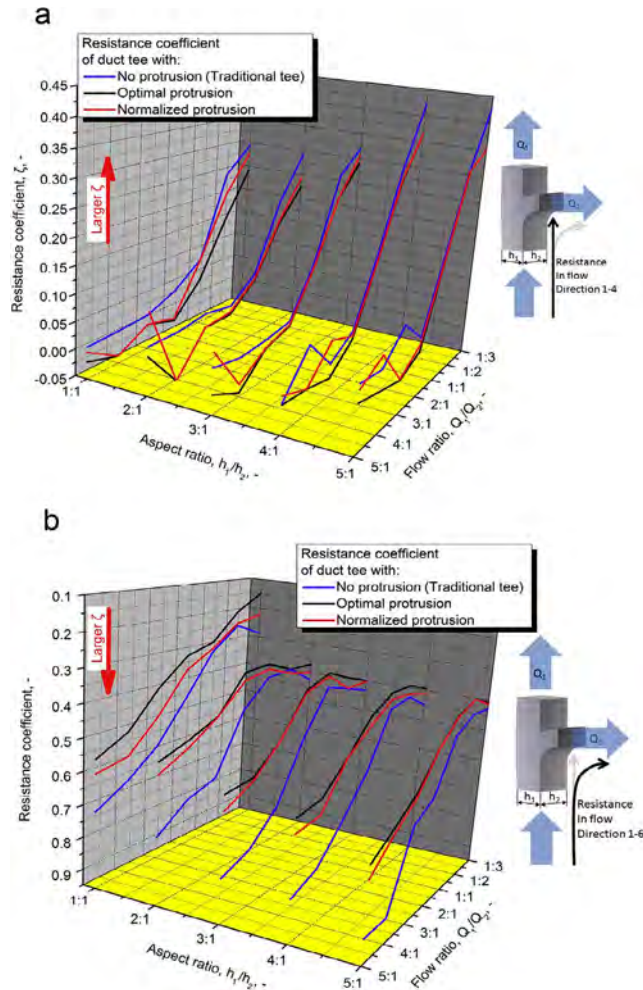 a
Resistance coefficient
of duct tee with:
No protrusion (Traditional tee)
Optimal protrusion
Normalized protrusion
0.45
0.40
0.35
0.30
0.25
0.20
0.15
0.10
0.05
0.00
-0.05
Resistance coefficient, ζ, -
Larger ζ
1:1
2:1
3:1
4:1
5:1
Aspect ratio, h₁/h₂, -
5:1
4:1
3:1
2:1
1:1
1:2
1:3
Flow ratio, Q₁/Q₂, -
h₁
h₂
Resistance
In flow
Direction 1-4
b
Resistance coefficient
of duct tee with:
No protrusion (Traditional tee)
Optimal protrusion
Normalized protrusion
0.1
0.2
0.3
0.4
0.5
0.6
0.7
0.8
0.9
Resistance coefficient, -
Larger ζ
1:1
2:1
3:1
4:1
5:1
Aspect ratio, h₁/h₂, -
5:1
4:1
3:1
2:1
1:1
1:2
1:3
Flow ratio, Q₁/Q₂, -
h₁
Resistance
In flow
Direction 1-6